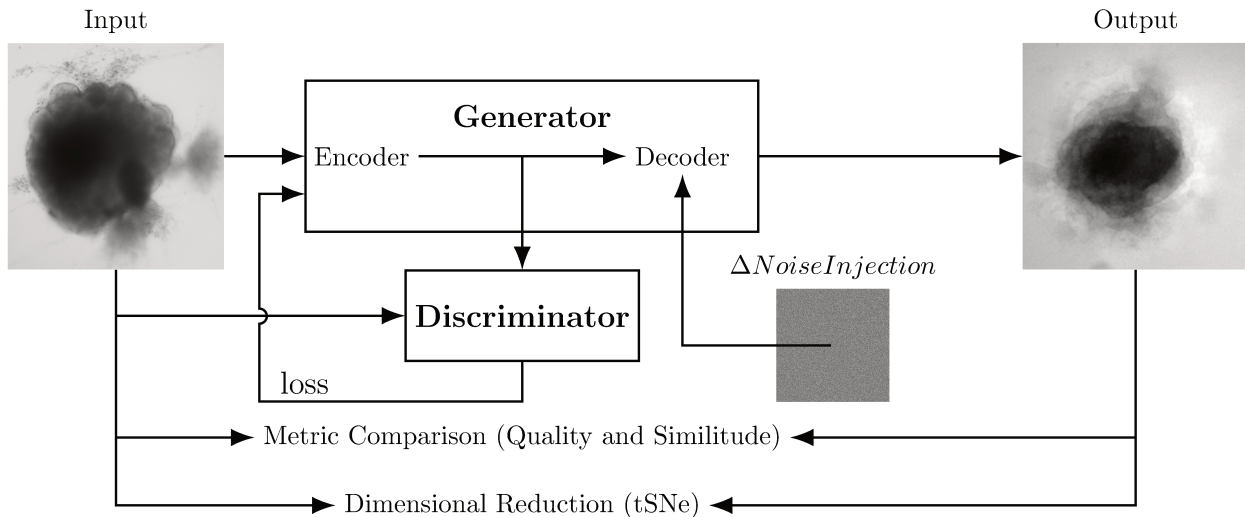 Input
Output
Generator
Encoder
Decoder
ΔNoiseInjection
Discriminator
loss
Metric Comparison (Quality and Similitude)
Dimensional Reduction (tSNe)